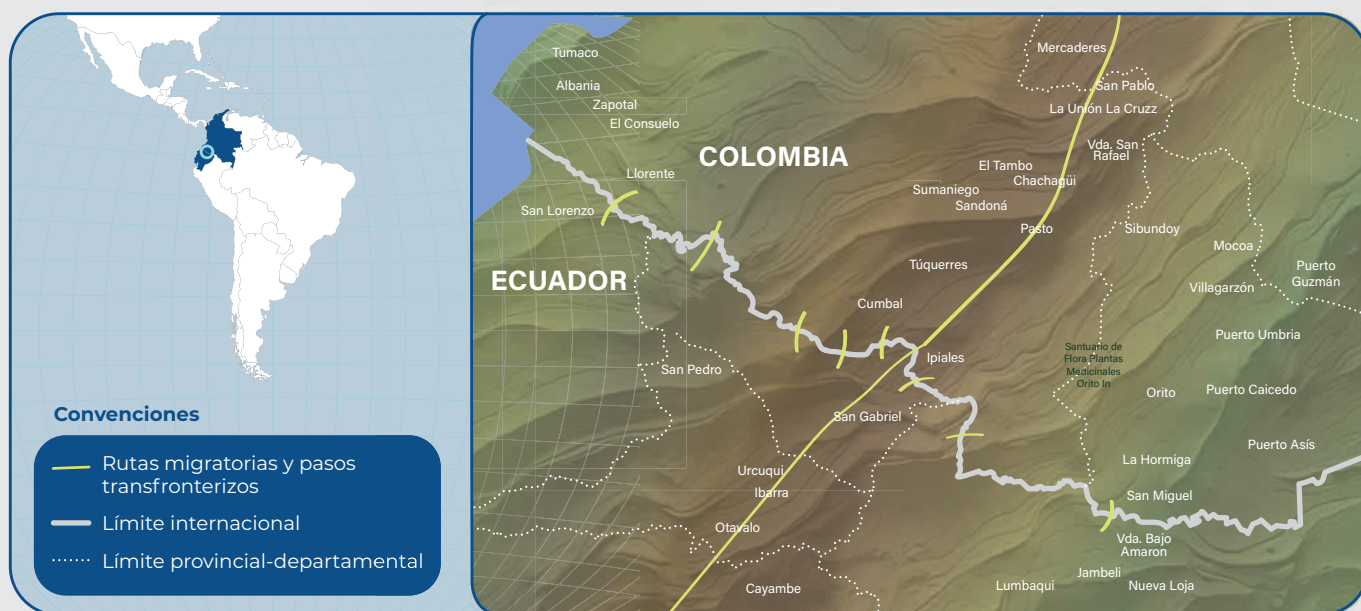 Convenciones
Rutas migratorias y pasos
transfronterizos
Límite internacional
Límite provincial-departamental
Tumaco
Albania
Zapotal
El Consuelo
Llorente
San Lorenzo
COLOMBIA
ECUADOR
Mercaderes
San Pablo
La Unión La Cruzz
Vda. San
Rafael
El Tambo
Chachagüi
Sumaniego
Sandoná
Pasto
Sibundoy
Mocoa
Túquerres
Puerto
Guzmán
Villagarzón
Cumbal
Puerto Umbria
Ipiales
Santuario de
Flora Plantas
Medicinales
Orito In
San Pedro
Orito
Puerto Caicedo
San Gabriel
Puerto Asís
La Hormiga
Urcuqui
Ibarra
San Miguel
Otavalo
Vda. Bajo
Amaron
Jambeli
Cayambe
Lumbaqui
Nueva Loja